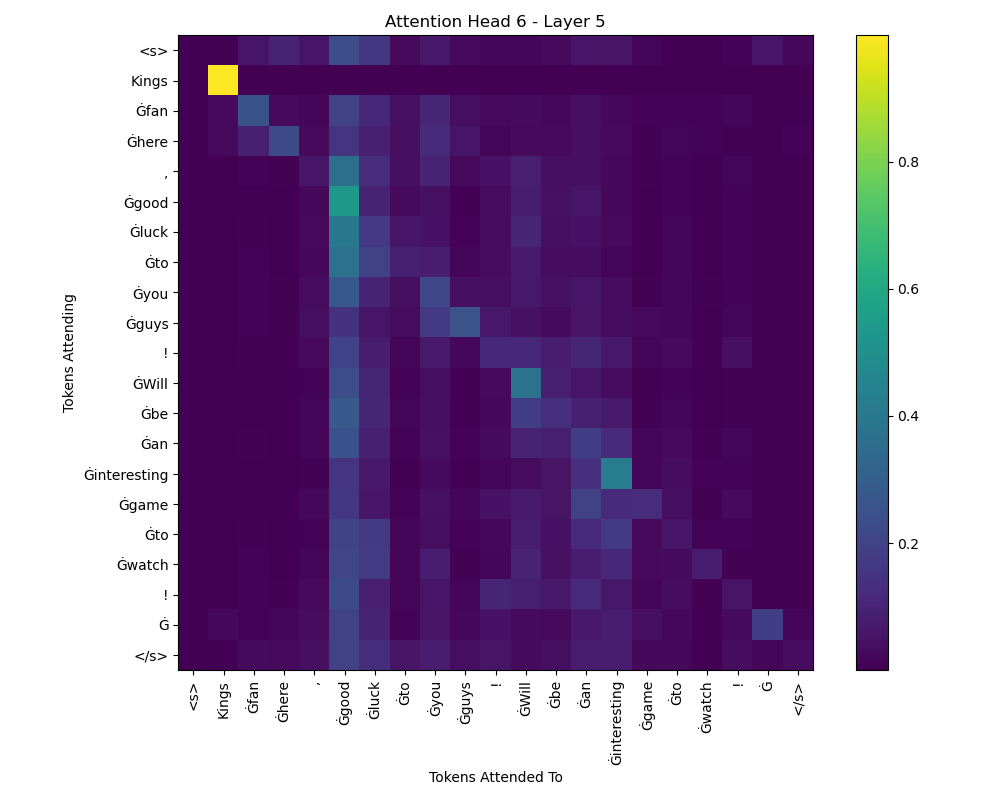 Attention Head 6 - Layer 5
Tokens Attending
<s>
Kings
Ġfan
Ġhere
,
Ġgood
Ġluck
Ġto
Ġyou
Ġguys
!
ĠWill
Ġbe
Ġan
Ġinteresting
Ġgame
Ġto
Ġwatch
!
Ġ
</s>
<s>
Kings
Ġfan
Ġhere
,
Ġgood
Ġluck
Ġto
Ġyou
Ġguys
!
ĠWill
Ġbe
Ġan
Ġinteresting
Ġgame
Ġto
Ġwatch
!
Ġ
</s>
Tokens Attended To
0.8
0.6
0.4
0.2